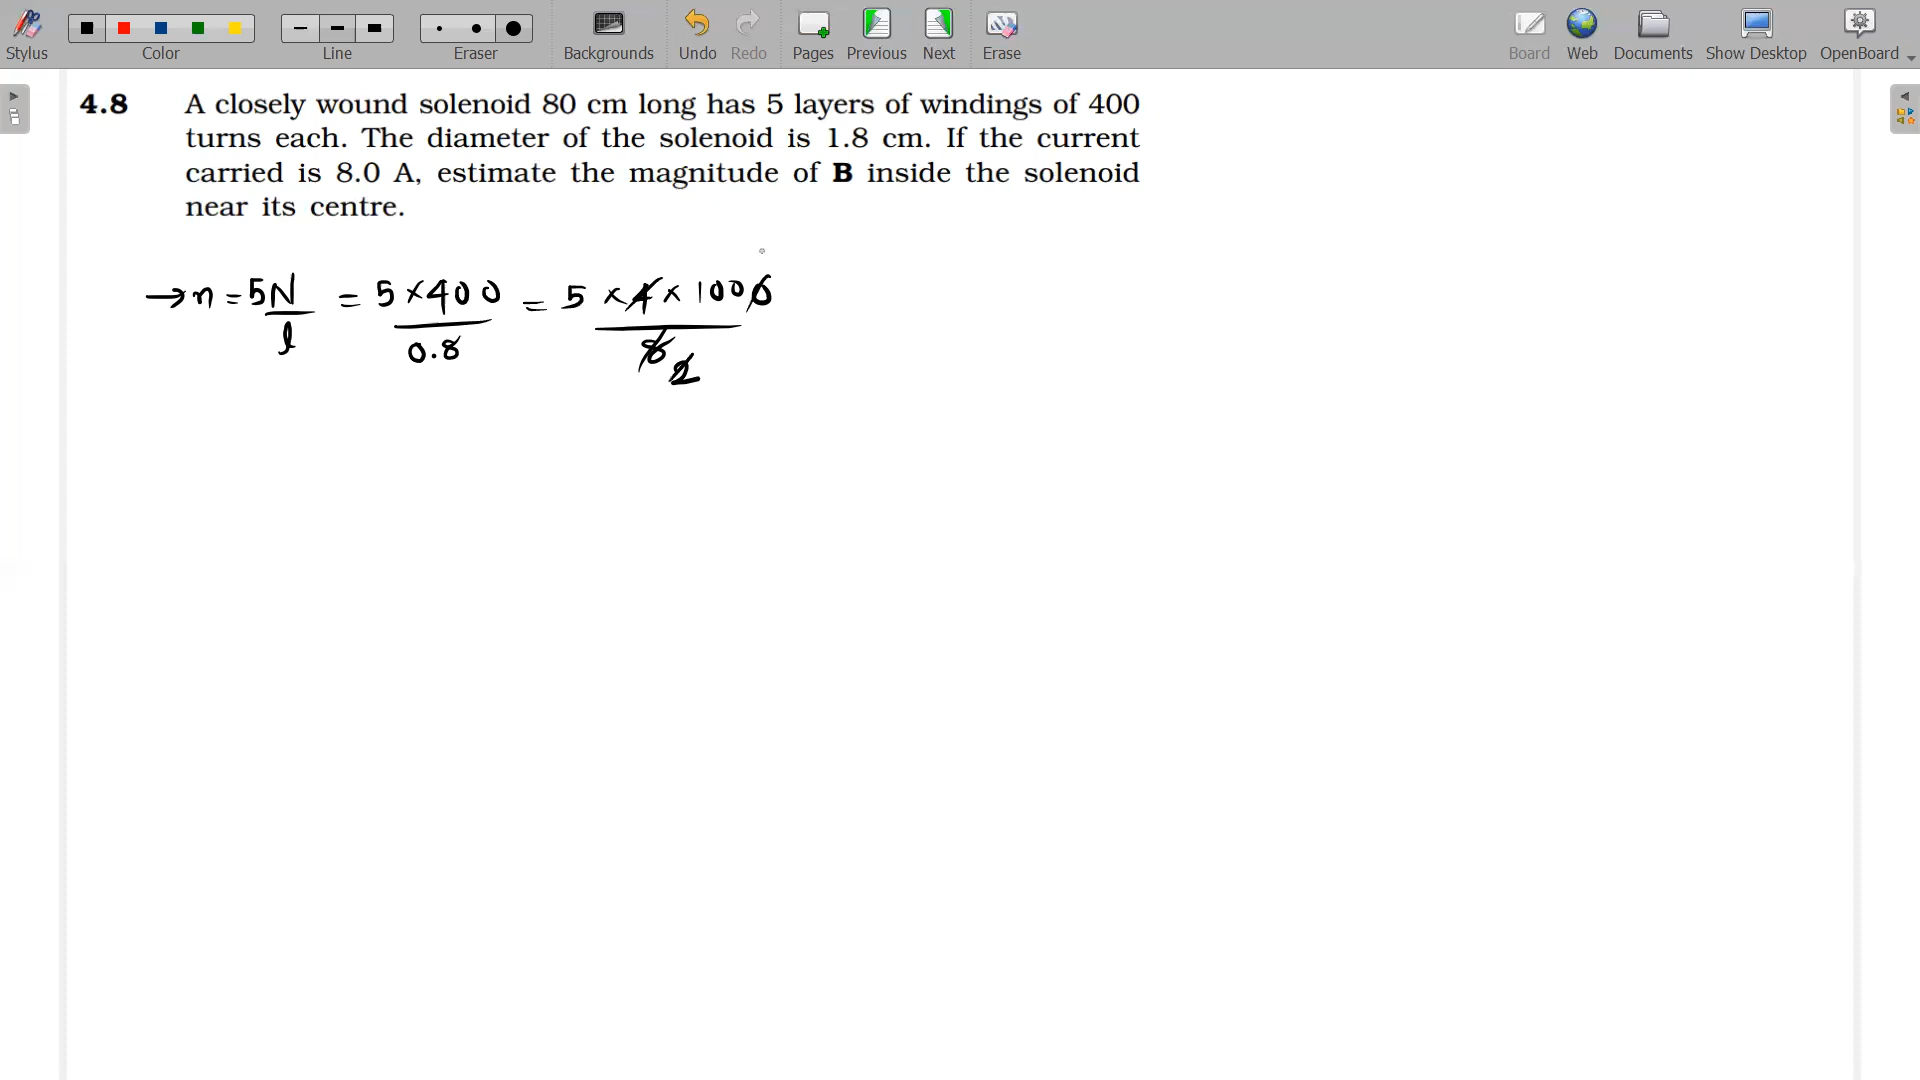 Stylus Color Line Eraser Backgrounds Undo Redo Pages Previous Next Erase Board Web Documents Show Desktop OpenBoard
4.8 A closely wound solenoid 80 cm long has 5 layers of windings of 400
turns each. The diameter of the solenoid is 1.8 cm. If the current
carried is 8.0 A, estimate the magnitude of B inside the solenoid
near its centre.
→ n = 5N = 5 × 400 = 5 × 4 × 1000
l 0.8 8 2